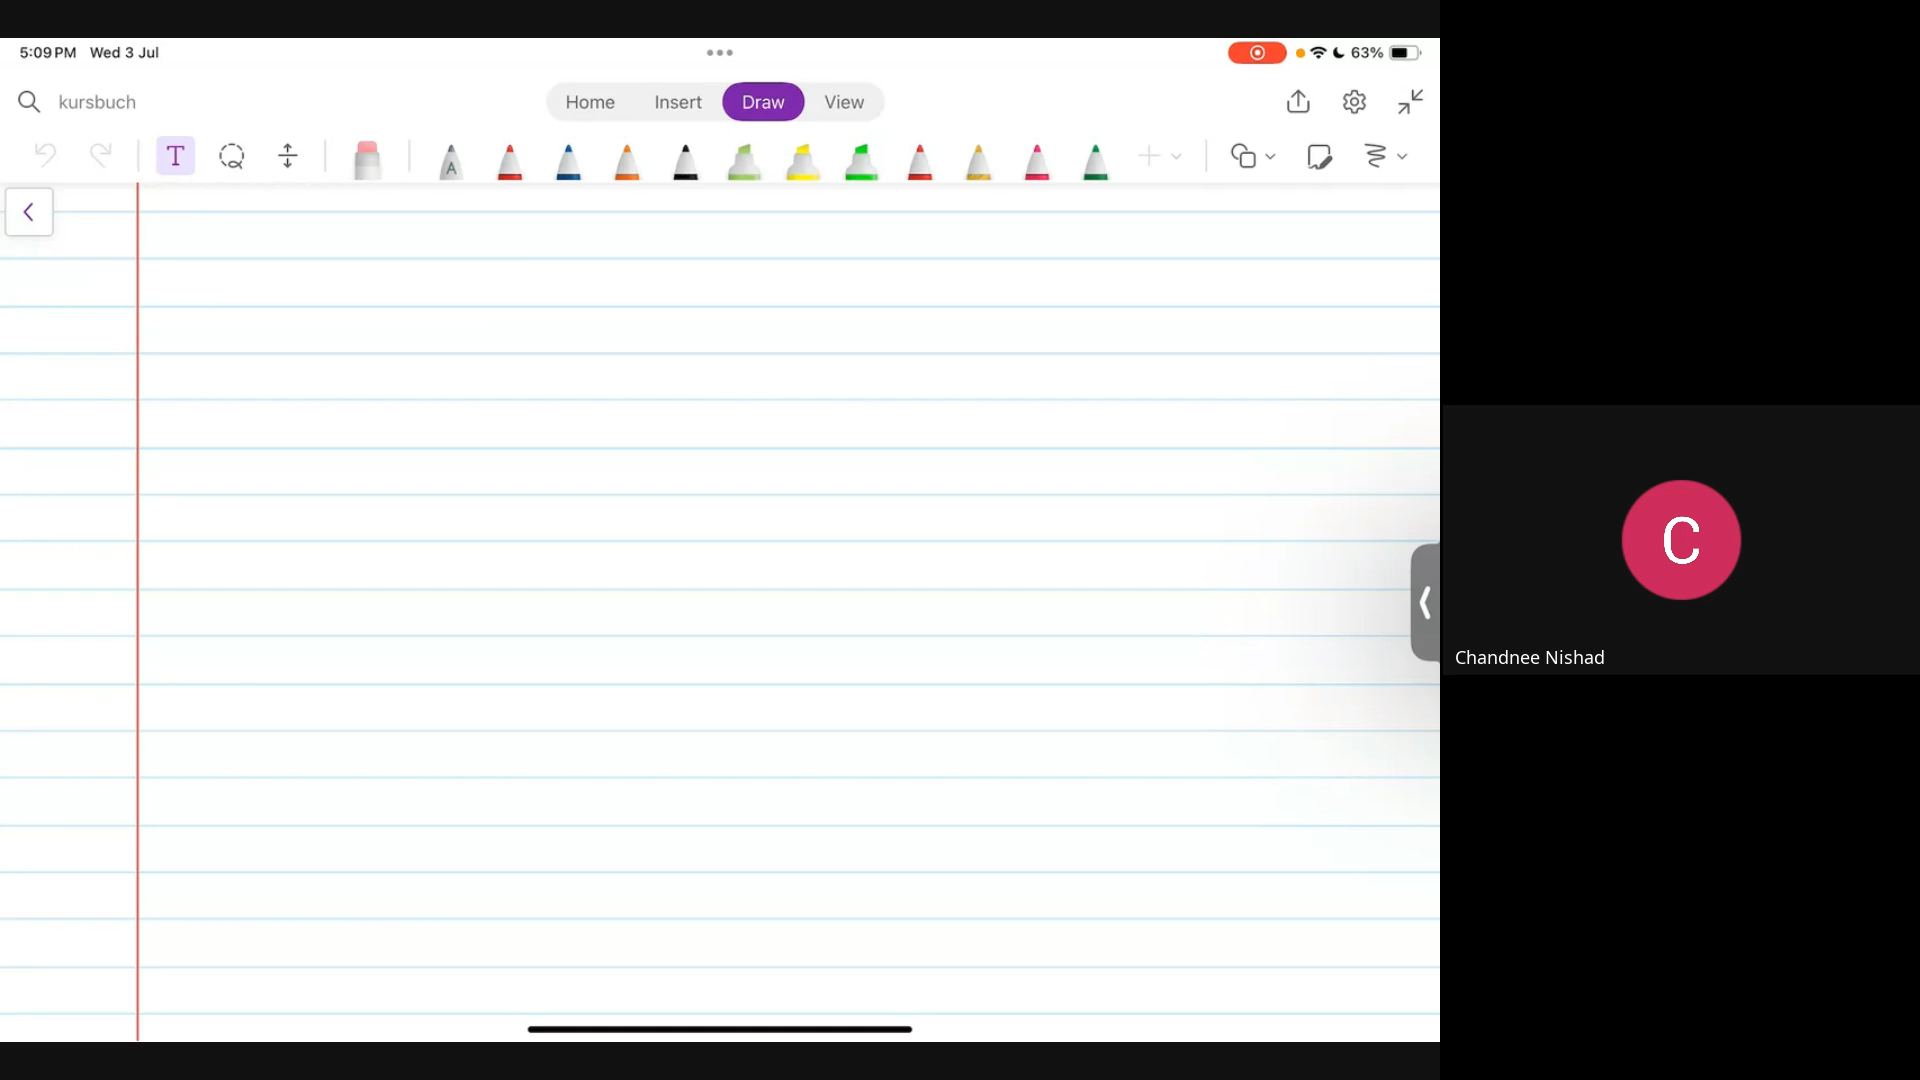 5:09 PM Wed 3 Jul
63%
kursbuch
Home Insert Draw View
T
A
C
Chandnee Nishad